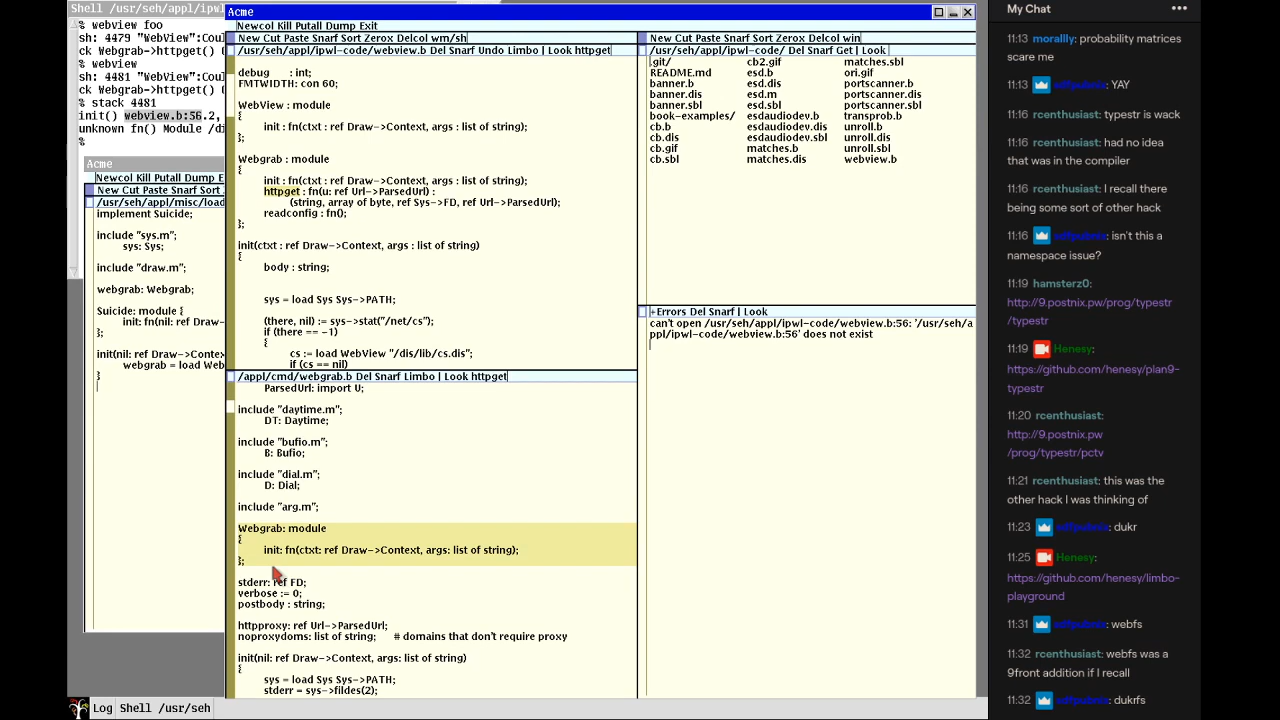 Shell /usr/seh/appl/ipwl
% webview foo
sh: 4479 "WebView":Coul
ck Webgrab->httpget() (
% webview
sh: 4481 "WebView":Coul
ck Webgrab->httpget() (
% stack 4481
init() webview.b:56.2,
unknown fn() Module /di
%
Acme
Newcol Kill Putall Dump E
New Cut Paste Snarf Sort
/usr/seh/appl/misc/load
implement Suicide;
include "sys.m";
sys: Sys;
include "draw.m";
webgrab: Webgrab;
Suicide: module {
init: fn(nil: ref Draw->
};
init(nil: ref Draw->Contex
webgrab = load Web
}
Acme
Newcol Kill Putall Dump Exit
New Cut Paste Snarf Sort Zerox Delcol wm/sh
/usr/seh/appl/ipwl-code/webview.b Del Snarf Undo Limbo | Look httpget
debug : int;
FMTWIDTH: con 60;
WebView : module
{
init : fn(ctxt : ref Draw->Context, args : list of string);
};
Webgrab : module
{
init : fn(ctxt : ref Draw->Context, args : list of string);
httpget : fn(u: ref Url->ParsedUrl) :
(string, array of byte, ref Sys->FD, ref Url->ParsedUrl);
readconfig : fn();
};
init(ctxt : ref Draw->Context, args : list of string)
{
body : string;
sys = load Sys Sys->PATH;
(there, nil) := sys->stat("/net/cs");
if (there == -1)
{
cs := load WebView "/dis/lib/cs.dis";
if (cs == nil)
/appl/cmd/webgrab.b Del Snarf Limbo | Look httpget
ParsedUrl: import U;
include "daytime.m";
DT: Daytime;
include "bufio.m";
B: Bufio;
include "dial.m";
D: Dial;
include "arg.m";
Webgrab: module
{
init: fn(ctxt: ref Draw->Context, args: list of string);
};
stderr: ref FD;
verbose := 0;
postbody : string;
httpproxy: ref Url->ParsedUrl;
noproxydoms: list of string; # domains that don't require proxy
init(nil: ref Draw->Context, args: list of string)
{
sys = load Sys Sys->PATH;
stderr = sys->fildes(2);
New Cut Paste Snarf Sort Zerox Delcol win
/usr/seh/appl/ipwl-code/ Del Snarf Get | Look
.git/ cb2.gif matches.sbl
README.md esd.b ori.gif
banner.b esd.dis portscanner.b
banner.dis esd.m portscanner.dis
banner.sbl esd.sbl portscanner.sbl
book-examples/ esdaudiodev.b transprob.b
cb.b esdaudiodev.dis unroll.b
cb.dis esdaudiodev.sbl unroll.dis
cb.gif matches.b unroll.sbl
cb.sbl matches.dis webview.b
+Errors Del Snarf | Look
can't open /usr/seh/appl/ipwl-code/webview.b:56: '/usr/seh/a
ppl/ipwl-code/webview.b:56' does not exist
Log Shell /usr/seh
My Chat
11:13 morallly: probability matrices
scare me
11:13 : YAY
11:16 rcenthusiast: typestr is wack
11:16 rcenthusiast: had no idea
that was in the compiler
11:16 rcenthusiast: I recall there
being some sort of other hack
11:16 : isn't this a
namespace issue?
11:19 hamsterz0:
http://9.postnix.pw/prog/typestr
/typestr
11:19 Henesy:
https://github.com/henesy/plan9-
typestr
11:20 rcenthusiast:
http://9.postnix.pw
/prog/typestr/pctv
11:21 rcenthusiast: this was the
other hack I was thinking of
11:23 : dukr
11:25 Henesy:
https://github.com/henesy/limbo-
playground
11:31 : webfs
11:32 rcenthusiast: webfs was a
9front addition if I recall
11:32 : dukrfs